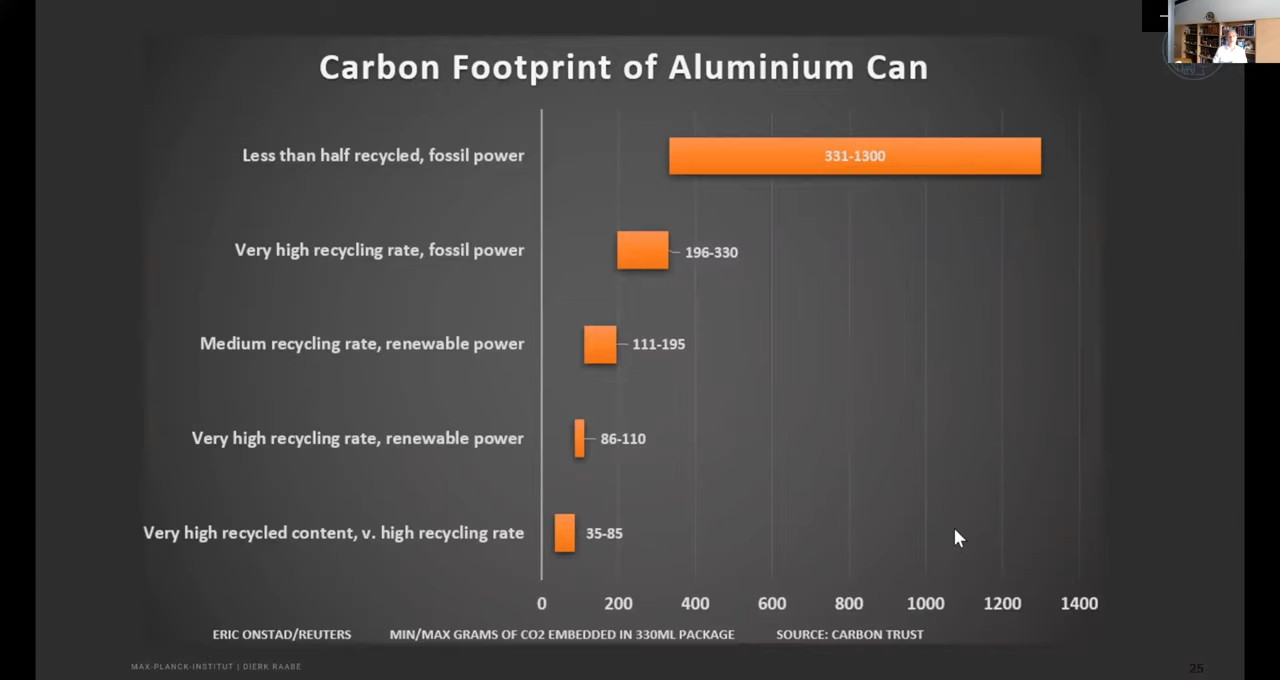 Carbon Footprint of Aluminium Can
Less than half recycled, fossil power
331-1300
Very high recycling rate, fossil power
196-330
Medium recycling rate, renewable power
111-195
Very high recycling rate, renewable power
86-110
Very high recycled content, v. high recycling rate
35-85
0 200 400 600 800 1000 1200 1400
ERIC ONSTAD/REUTERS MIN/MAX GRAMS OF CO2 EMBEDDED IN 330ML PACKAGE SOURCE: CARBON TRUST
MAX-PLANCK-INSTITUT | DIERK RAABE
25